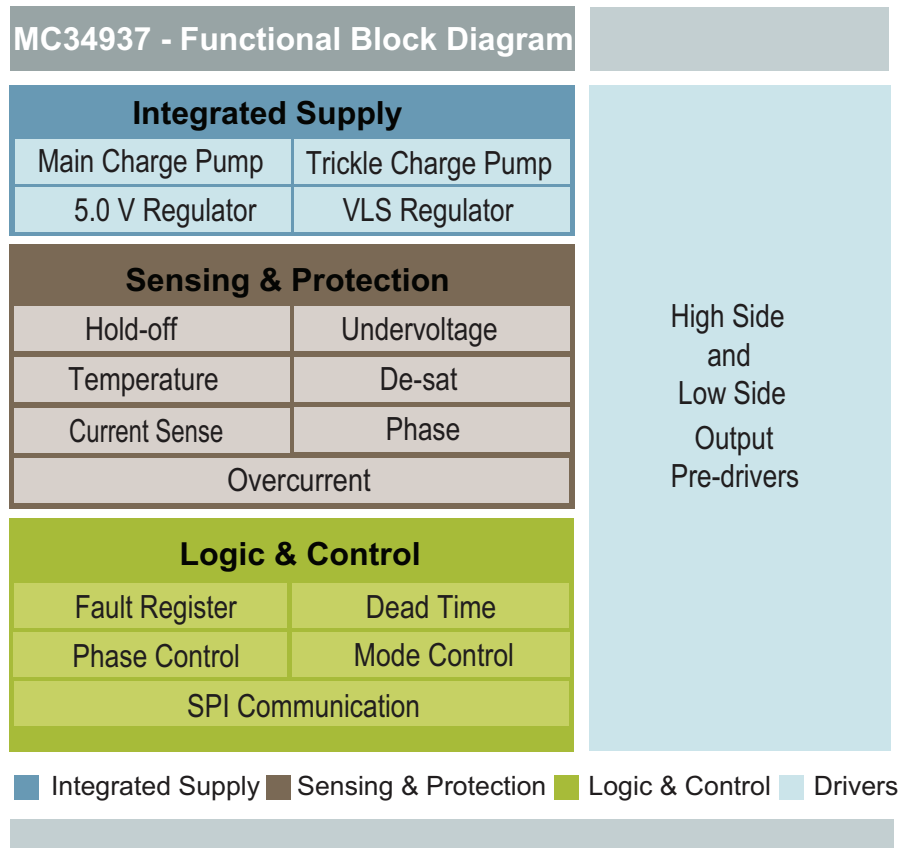 MC34937 - Functional Block Diagram
Integrated Supply
Main Charge Pump
Trickle Charge Pump
5.0 V Regulator
VLS Regulator
Sensing & Protection
Hold-off
Undervoltage
Temperature
De-sat
Current Sense
Phase
Overcurrent
Logic & Control
Fault Register
Dead Time
Phase Control
Mode Control
SPI Communication
High Side
and
Low Side
Output
Pre-drivers
Integrated Supply
Sensing & Protection
Logic & Control
Drivers